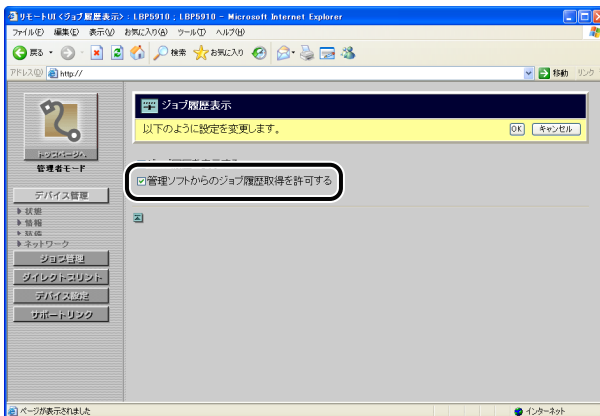 リモートUI <ジョブ履歴表示> : LBP5910 ; LBP5910 - Microsoft Internet Explorer
ファイル(F) 編集(E) 表示(V) お気に入り(A) ツール(T) ヘルプ(H)
戻る 検索 お気に入り
アドレス(D) http:// 移動 リンク
ジョブ履歴表示
以下のように設定を変更します。 OK キャンセル
トップページへ
管理者モード
管理ソフトからのジョブ履歴取得を許可する
デバイス管理
状態
情報
ネットワーク
ジョブ管理
ダイレクトプリント
デバイス設定
サポートリンク
ページが表示されました インターネット